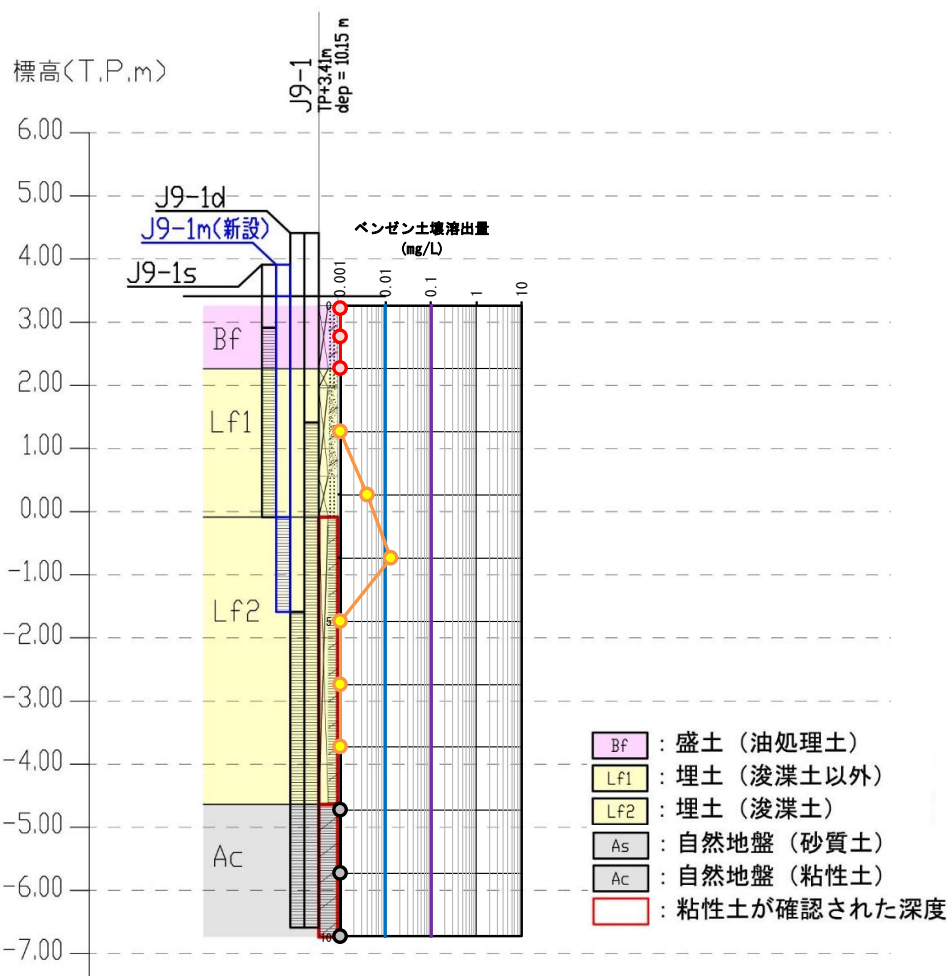 標高(T.P.m)
J9-1
TP+3.41m
dep = 10.15 m
6.00
5.00
4.00
3.00
2.00
1.00
0.00
-1.00
-2.00
-3.00
-4.00
-5.00
-6.00
-7.00
J9-1d
J9-1m(新設)
J9-1s
ベンゼン土壌溶出量
(mg/L)
0.001
0.01
0.1
1
10
0
5
10
Bf
Lf1
Lf2
Ac
Bf : 盛土（油処理土）
Lf1 : 埋土（浚渫土以外）
Lf2 : 埋土（浚渫土）
As : 自然地盤（砂質土）
Ac : 自然地盤（粘性土）
: 粘性土が確認された深度